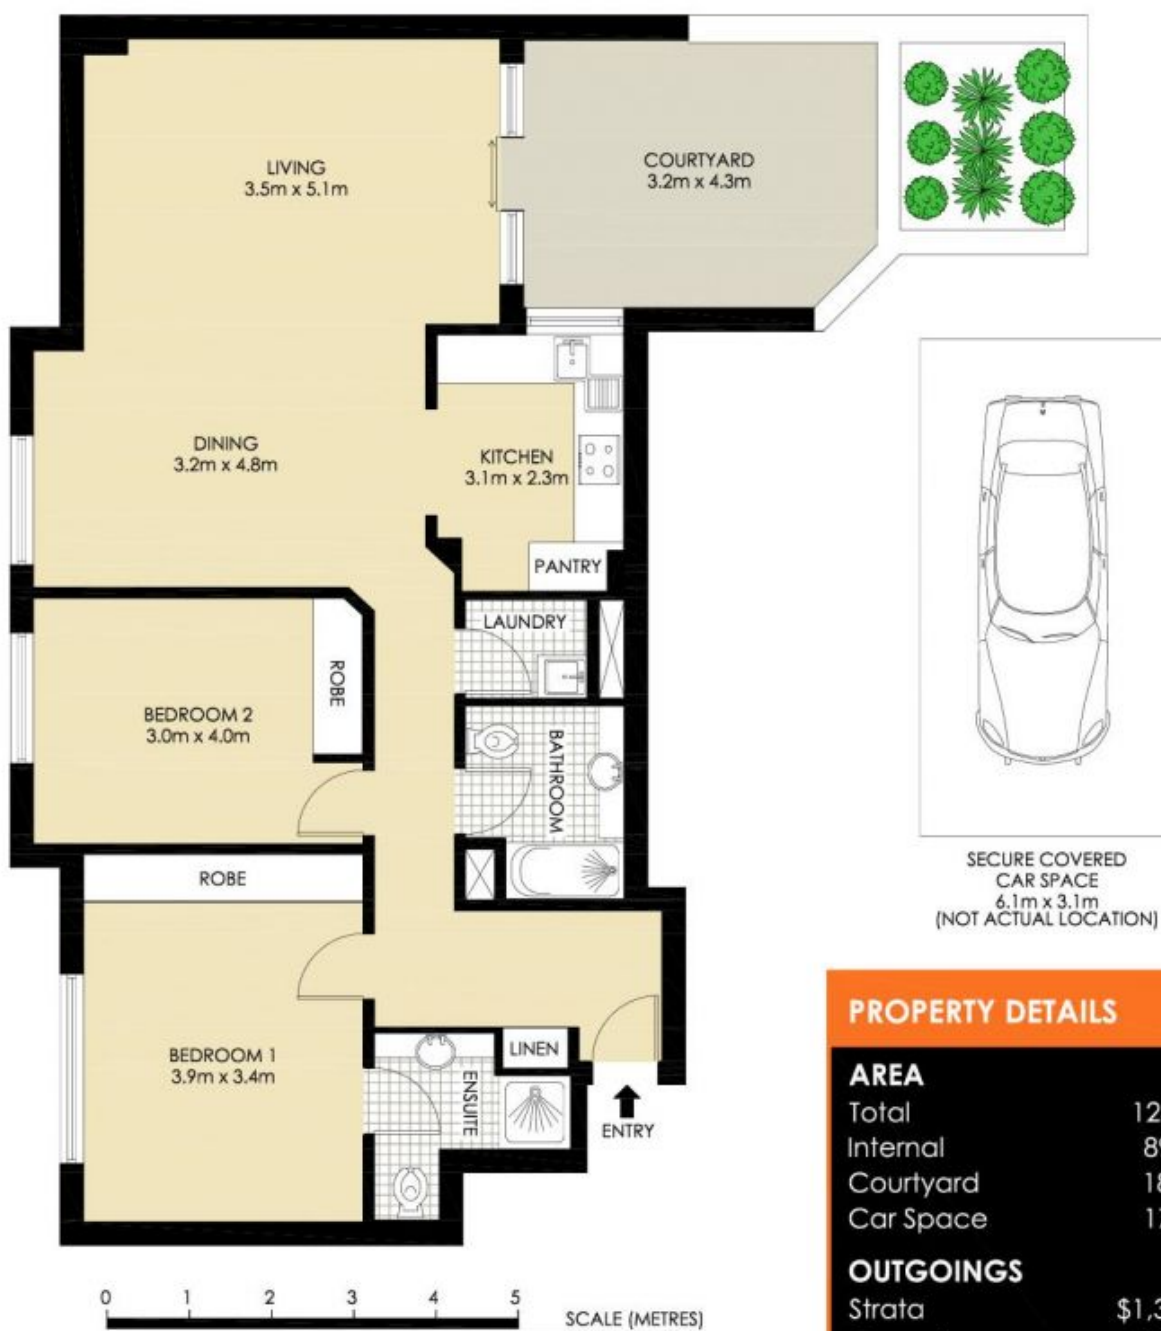 LIVING
3.5m x 5.1m
COURTYARD
3.2m x 4.3m
DINING
3.2m x 4.8m
KITCHEN
3.1m x 2.3m
PANTRY
LAUNDRY
ROBE
BEDROOM 2
3.0m x 4.0m
BATHROOM
ROBE
SECURE COVERED
CAR SPACE
6.1m x 3.1m
(NOT ACTUAL LOCATION)
BEDROOM 1
3.9m x 3.4m
LINEN
ENSUITE
ENTRY
PROPERTY DETAILS
AREA
Total 12
Internal
Courtyard
Car Space
OUTGOINGS
Strata $1,3
0 1 2 3 4 5
SCALE (METRES)